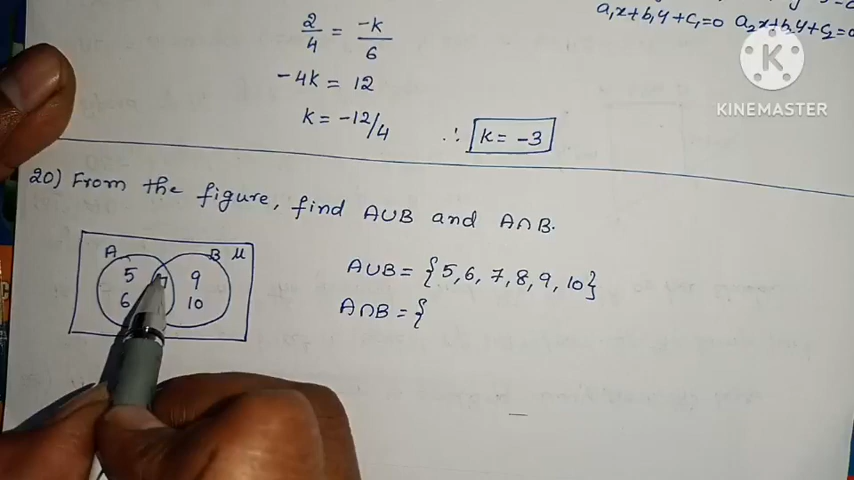 2/4 = -k/6
a₁x+b₁y+c₁=0 a₂x+b₂y+c₂=0
-4k = 12
k = -12/4 ∴ k = -3
KINEMASTER
20) From the figure, find A∪B and A∩B.
A B μ
5 7 9
6 10
A∪B = {5, 6, 7, 8, 9, 10}
A∩B = {